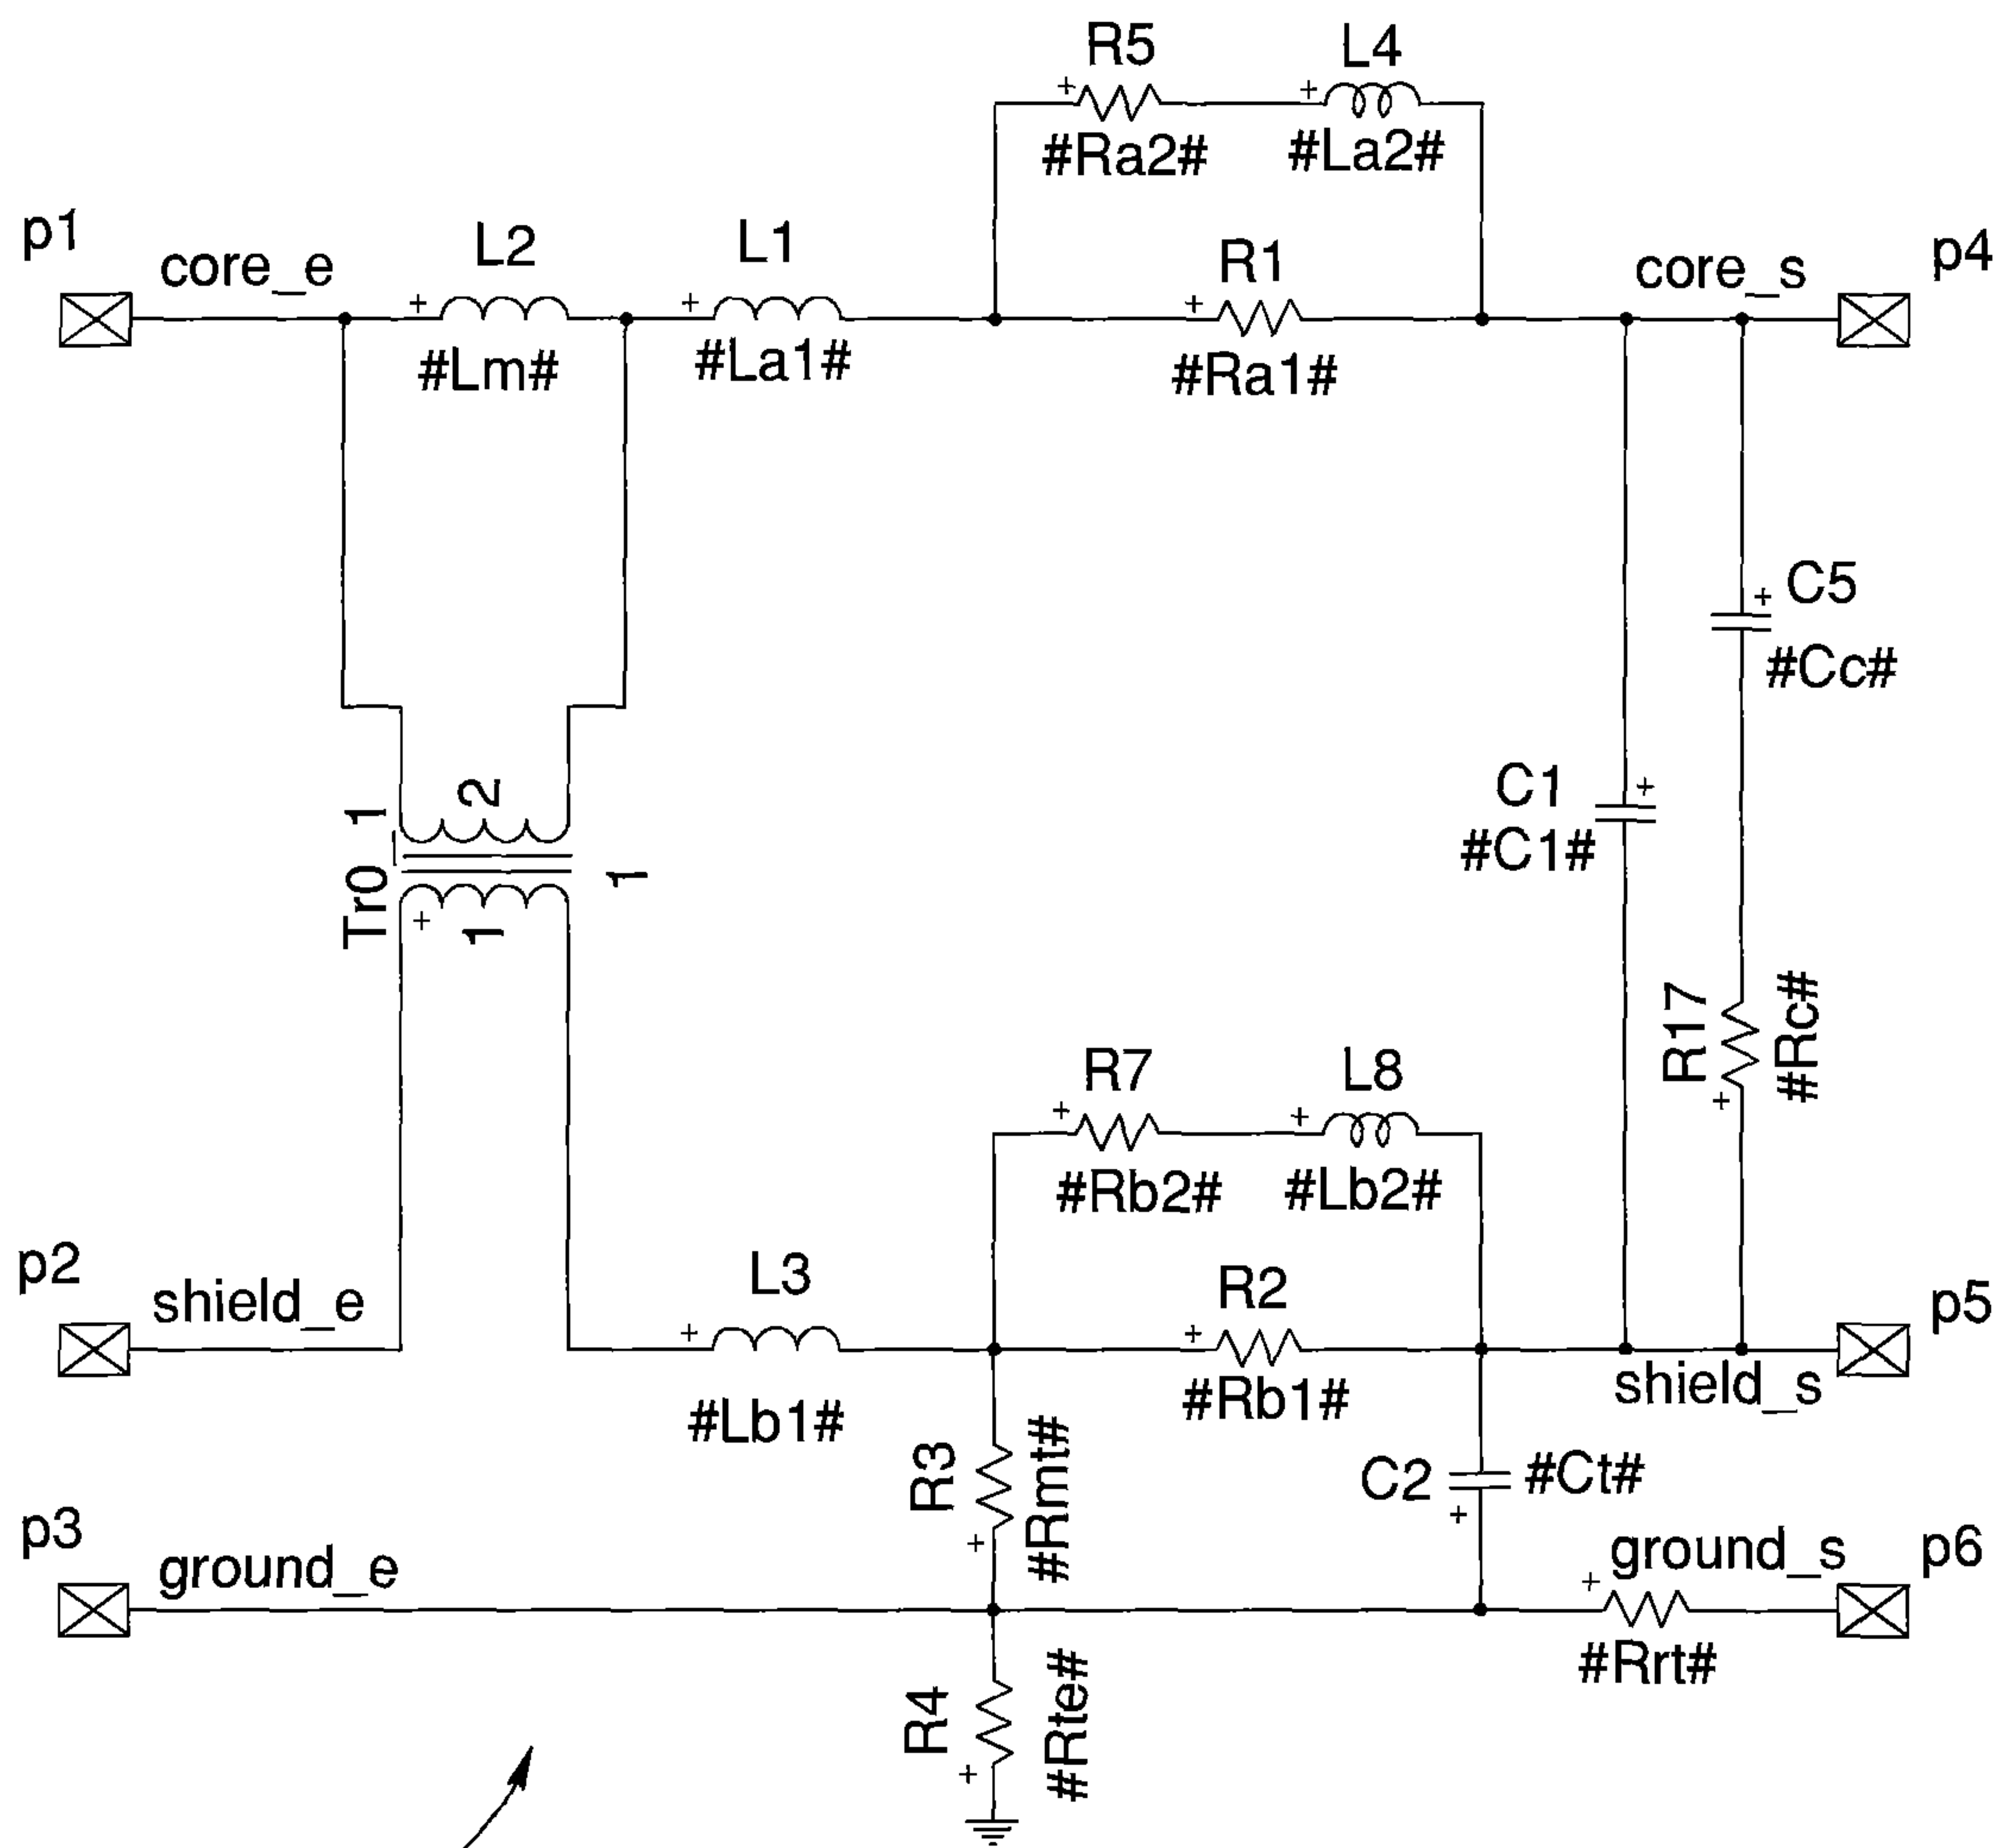 R5
L4
#Ra2#
#La2#
p1
core_e
L2
L1
R1
core_s
p4
#Lm#
#La1#
#Ra1#
C5
#Cc#
Tr0_1
2
1
1
C1
#C1#
R17
#Rc#
R7
L8
#Rb2#
#Lb2#
p2
shield_e
L3
R2
p5
#Lb1#
#Rb1#
shield_s
R3
#Rmt#
C2
#Ct#
p3
ground_e
ground_s
p6
#Rrt#
R4
#Rte#